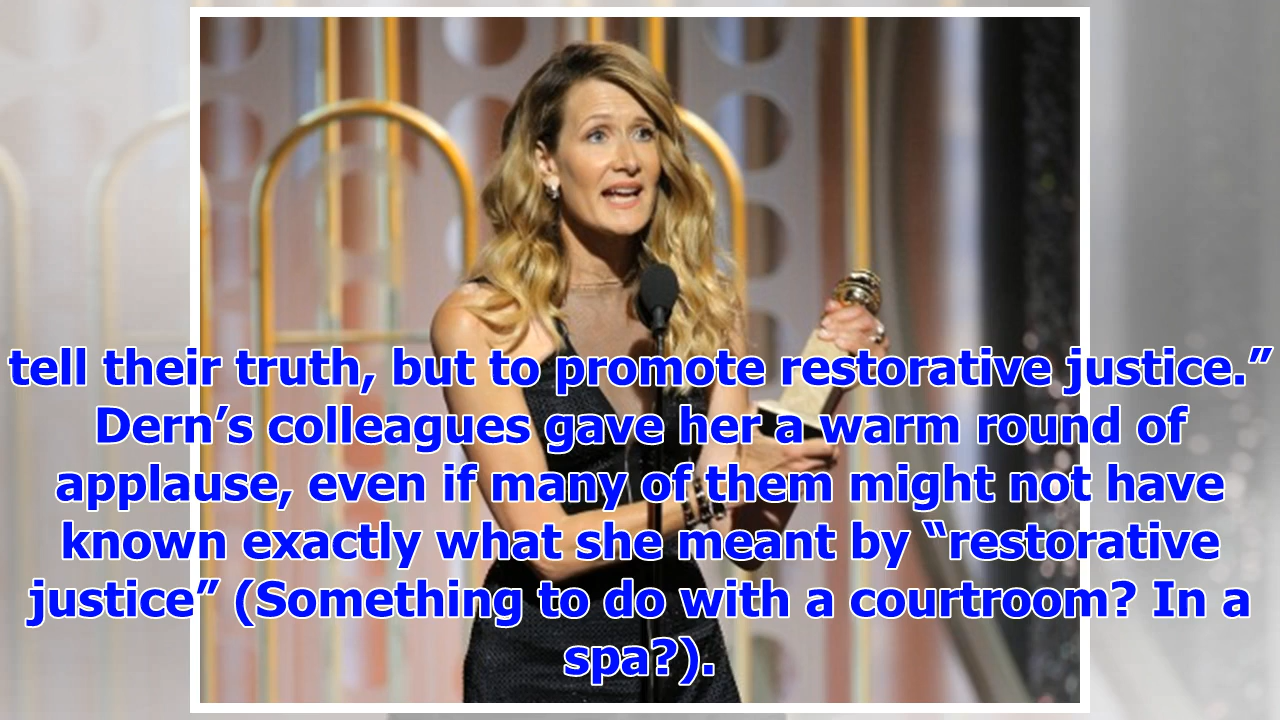 tell their truth, but to promote restorative justice.”
Dern’s colleagues gave her a warm round of
applause, even if many of them might not have
known exactly what she meant by “restorative
justice” (Something to do with a courtroom? In a
spa?).